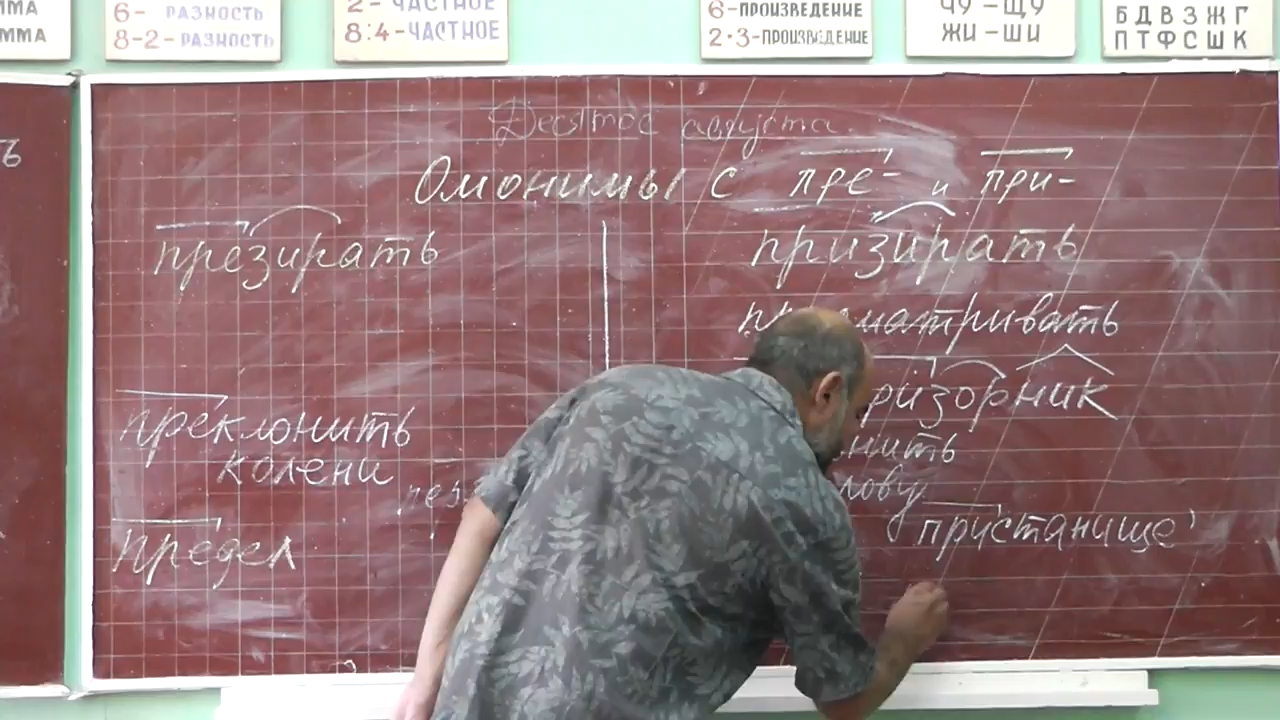 ММА
ММА
6- РАЗНОСТЬ
8-2- РАЗНОСТЬ
2- ЧАСТНОЕ
8:4-ЧАСТНОЕ
6-ПРОИЗВЕДЕНИЕ
2·3-ПРОИЗВЕДЕНИЕ
ЧУ-ЩУ
ЖИ-ШИ
Б Д В З Ж Г
П Т Ф С Ш К
ь
Десятое августа
Омонимы с пре- и при-
презирать
призирать
присматривать
ризорник
преклонить
колени
нить
лову
пристанище
предел